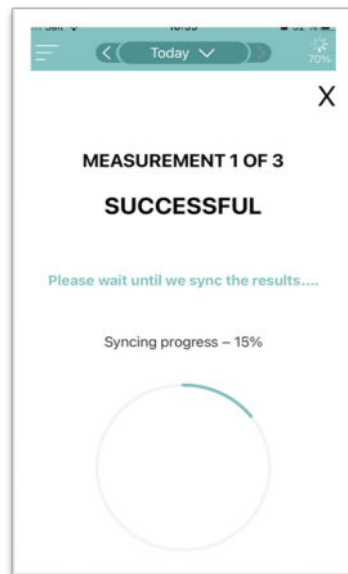 Today
70%
X
MEASUREMENT 1 OF 3
SUCCESSFUL
Please wait until we sync the results....
Syncing progress – 15%